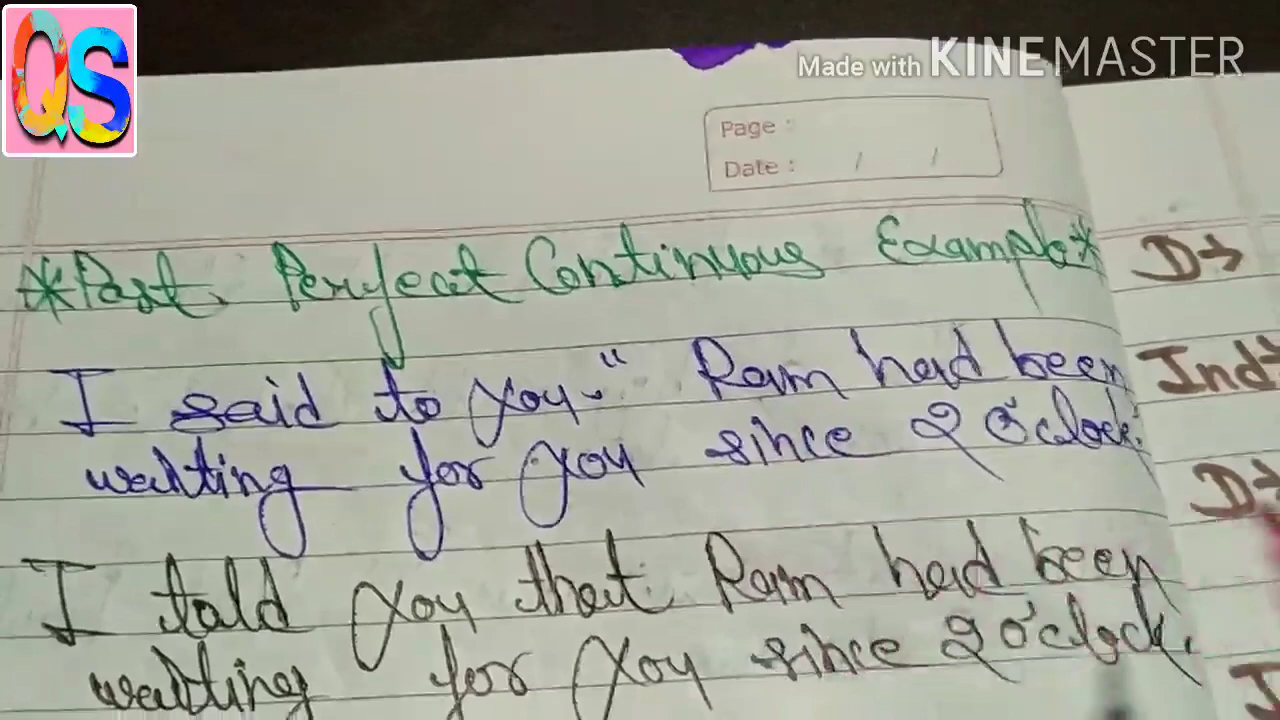 QS
Made with KINEMASTER
Page :
Date : / /
*Past Perfect Continuous Example*
D→
I said to you," Ram had been
Ind→
waiting for you since 2 o'clock."
D→
I told you that Ram had been
waiting for you since 2 o'clock.
I